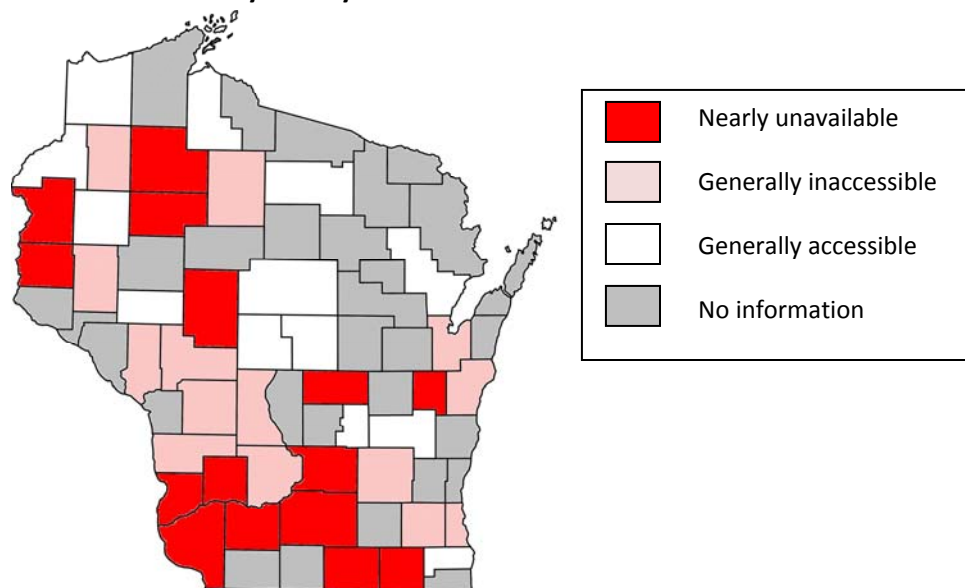 Nearly unavailable
Generally inaccessible
Generally accessible
No information